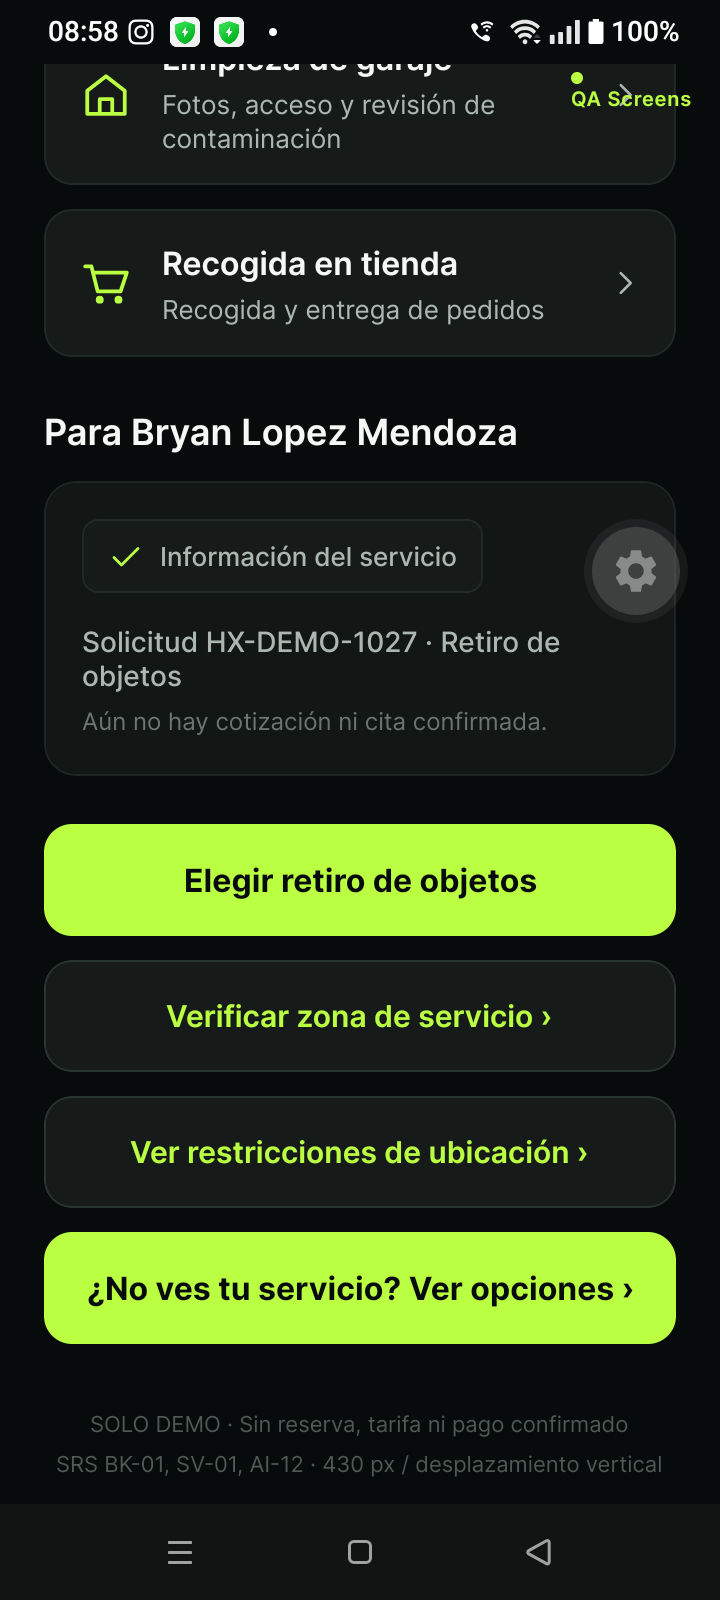 08:58
100%
Limpieza de garaje
Fotos, acceso y revisión de
contaminación
QA Screens
Recogida en tienda
Recogida y entrega de pedidos
Para Bryan Lopez Mendoza
Información del servicio
Solicitud HX-DEMO-1027 · Retiro de
objetos
Aún no hay cotización ni cita confirmada.
Elegir retiro de objetos
Verificar zona de servicio ›
Ver restricciones de ubicación ›
¿No ves tu servicio? Ver opciones ›
SOLO DEMO · Sin reserva, tarifa ni pago confirmado
SRS BK-01, SV-01, AI-12 · 430 px / desplazamiento vertical